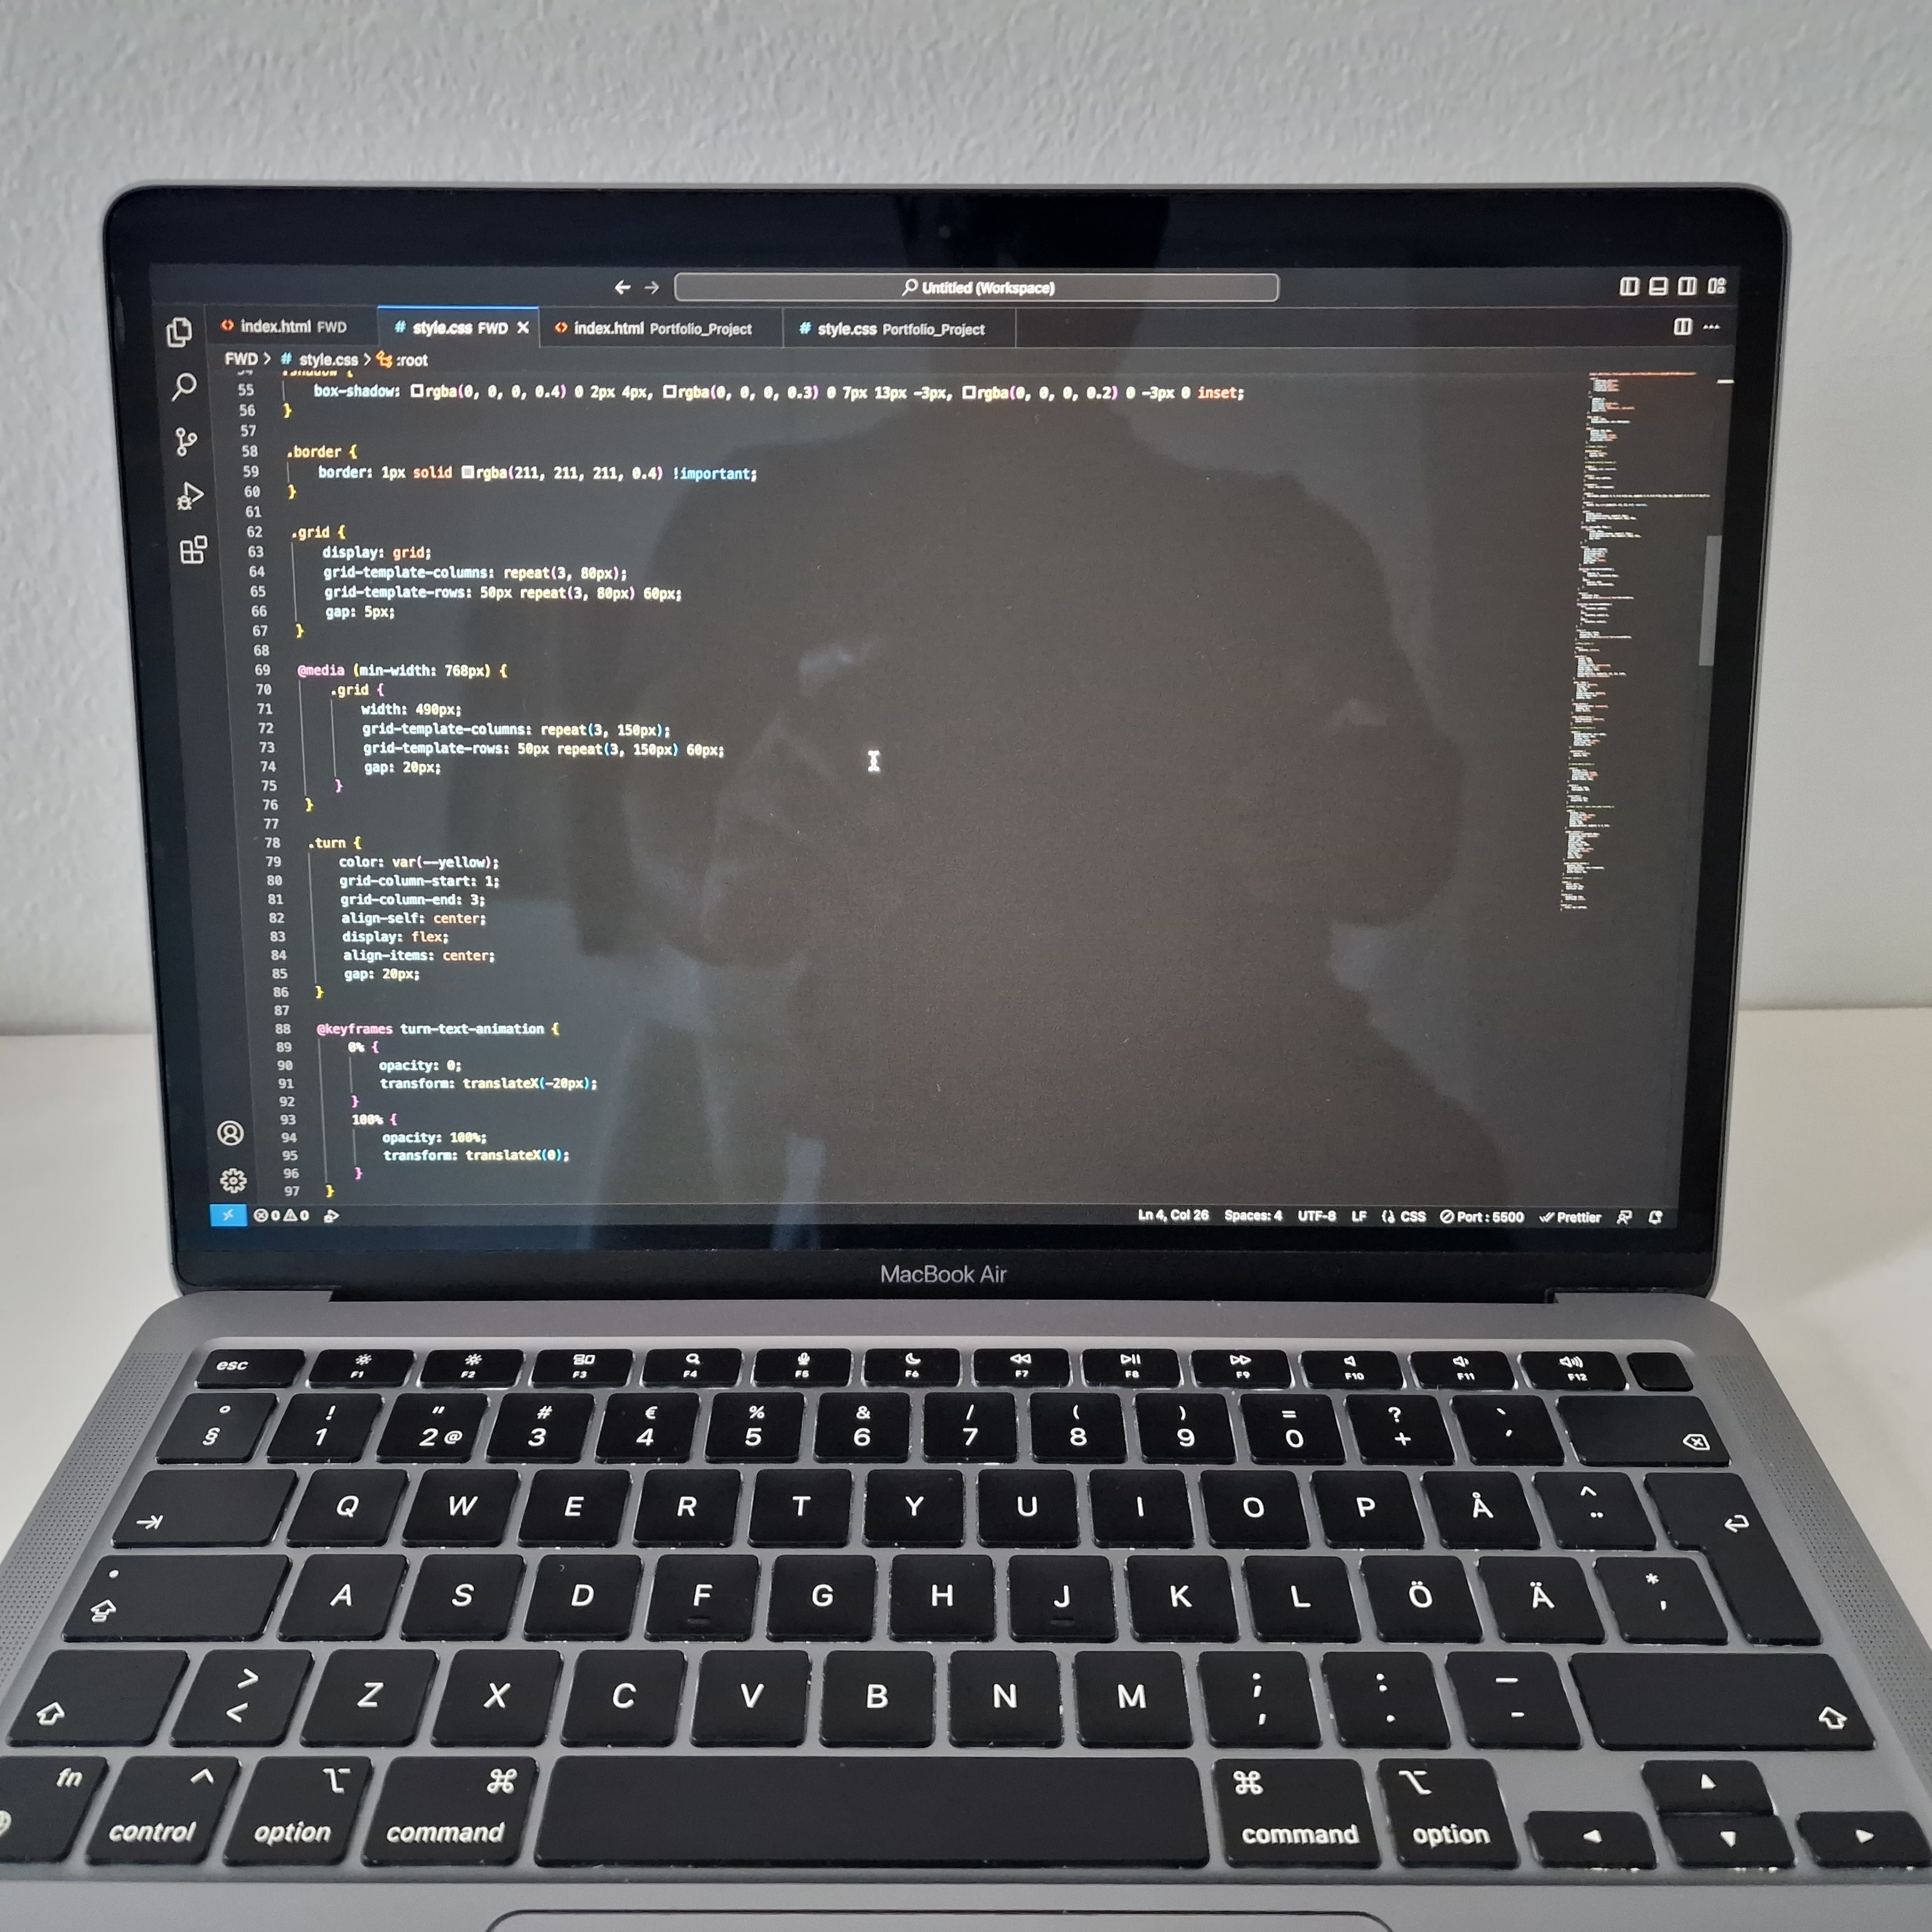 Untitled (Workspace)
index.html FWD # style.css FWD index.html Portfolio_Project # style.css Portfolio_Project
FWD > # style.css > :root
55 box-shadow: rgba(0, 0, 0, 0.4) 0 2px 4px, rgba(0, 0, 0, 0.3) 0 7px 13px -3px, rgba(0, 0, 0, 0.2) 0 -3px 0 inset;
56 }
57
58 .border {
59 border: 1px solid rgba(211, 211, 211, 0.4) !important;
60 }
61
62 .grid {
63 display: grid;
64 grid-template-columns: repeat(3, 80px);
65 grid-template-rows: 50px repeat(3, 80px) 60px;
66 gap: 5px;
67 }
68
69 @media (min-width: 768px) {
70 .grid {
71 width: 490px;
72 grid-template-columns: repeat(3, 150px);
73 grid-template-rows: 50px repeat(3, 150px) 60px;
74 gap: 20px;
75 }
76 }
77
78 .turn {
79 color: var(--yellow);
80 grid-column-start: 1;
81 grid-column-end: 3;
82 align-self: center;
83 display: flex;
84 align-items: center;
85 gap: 20px;
86 }
87
88 @keyframes turn-text-animation {
89 0% {
90 opacity: 0;
91 transform: translateX(-20px);
92 }
93 100% {
94 opacity: 100%;
95 transform: translateX(0);
96 }
97 }
0 0 Ln 4, Col 26 Spaces: 4 UTF-8 LF CSS Port : 5500 Prettier
MacBook Air
esc F1 F2 F3 F4 F5 F6 F7 F8 F9 F10 F11 F12
° ! " # € % & / ( ) = ? `
§ 1 2 @ 3 4 5 6 7 8 9 0 + ´
Q W E R T Y U I O P Å ^ ¨
A S D F G H J K L Ö Ä * '
> < Z X C V B N M ; , : . _ -
fn ^ ⌥ ⌘ ⌘ ⌥
control option command command option